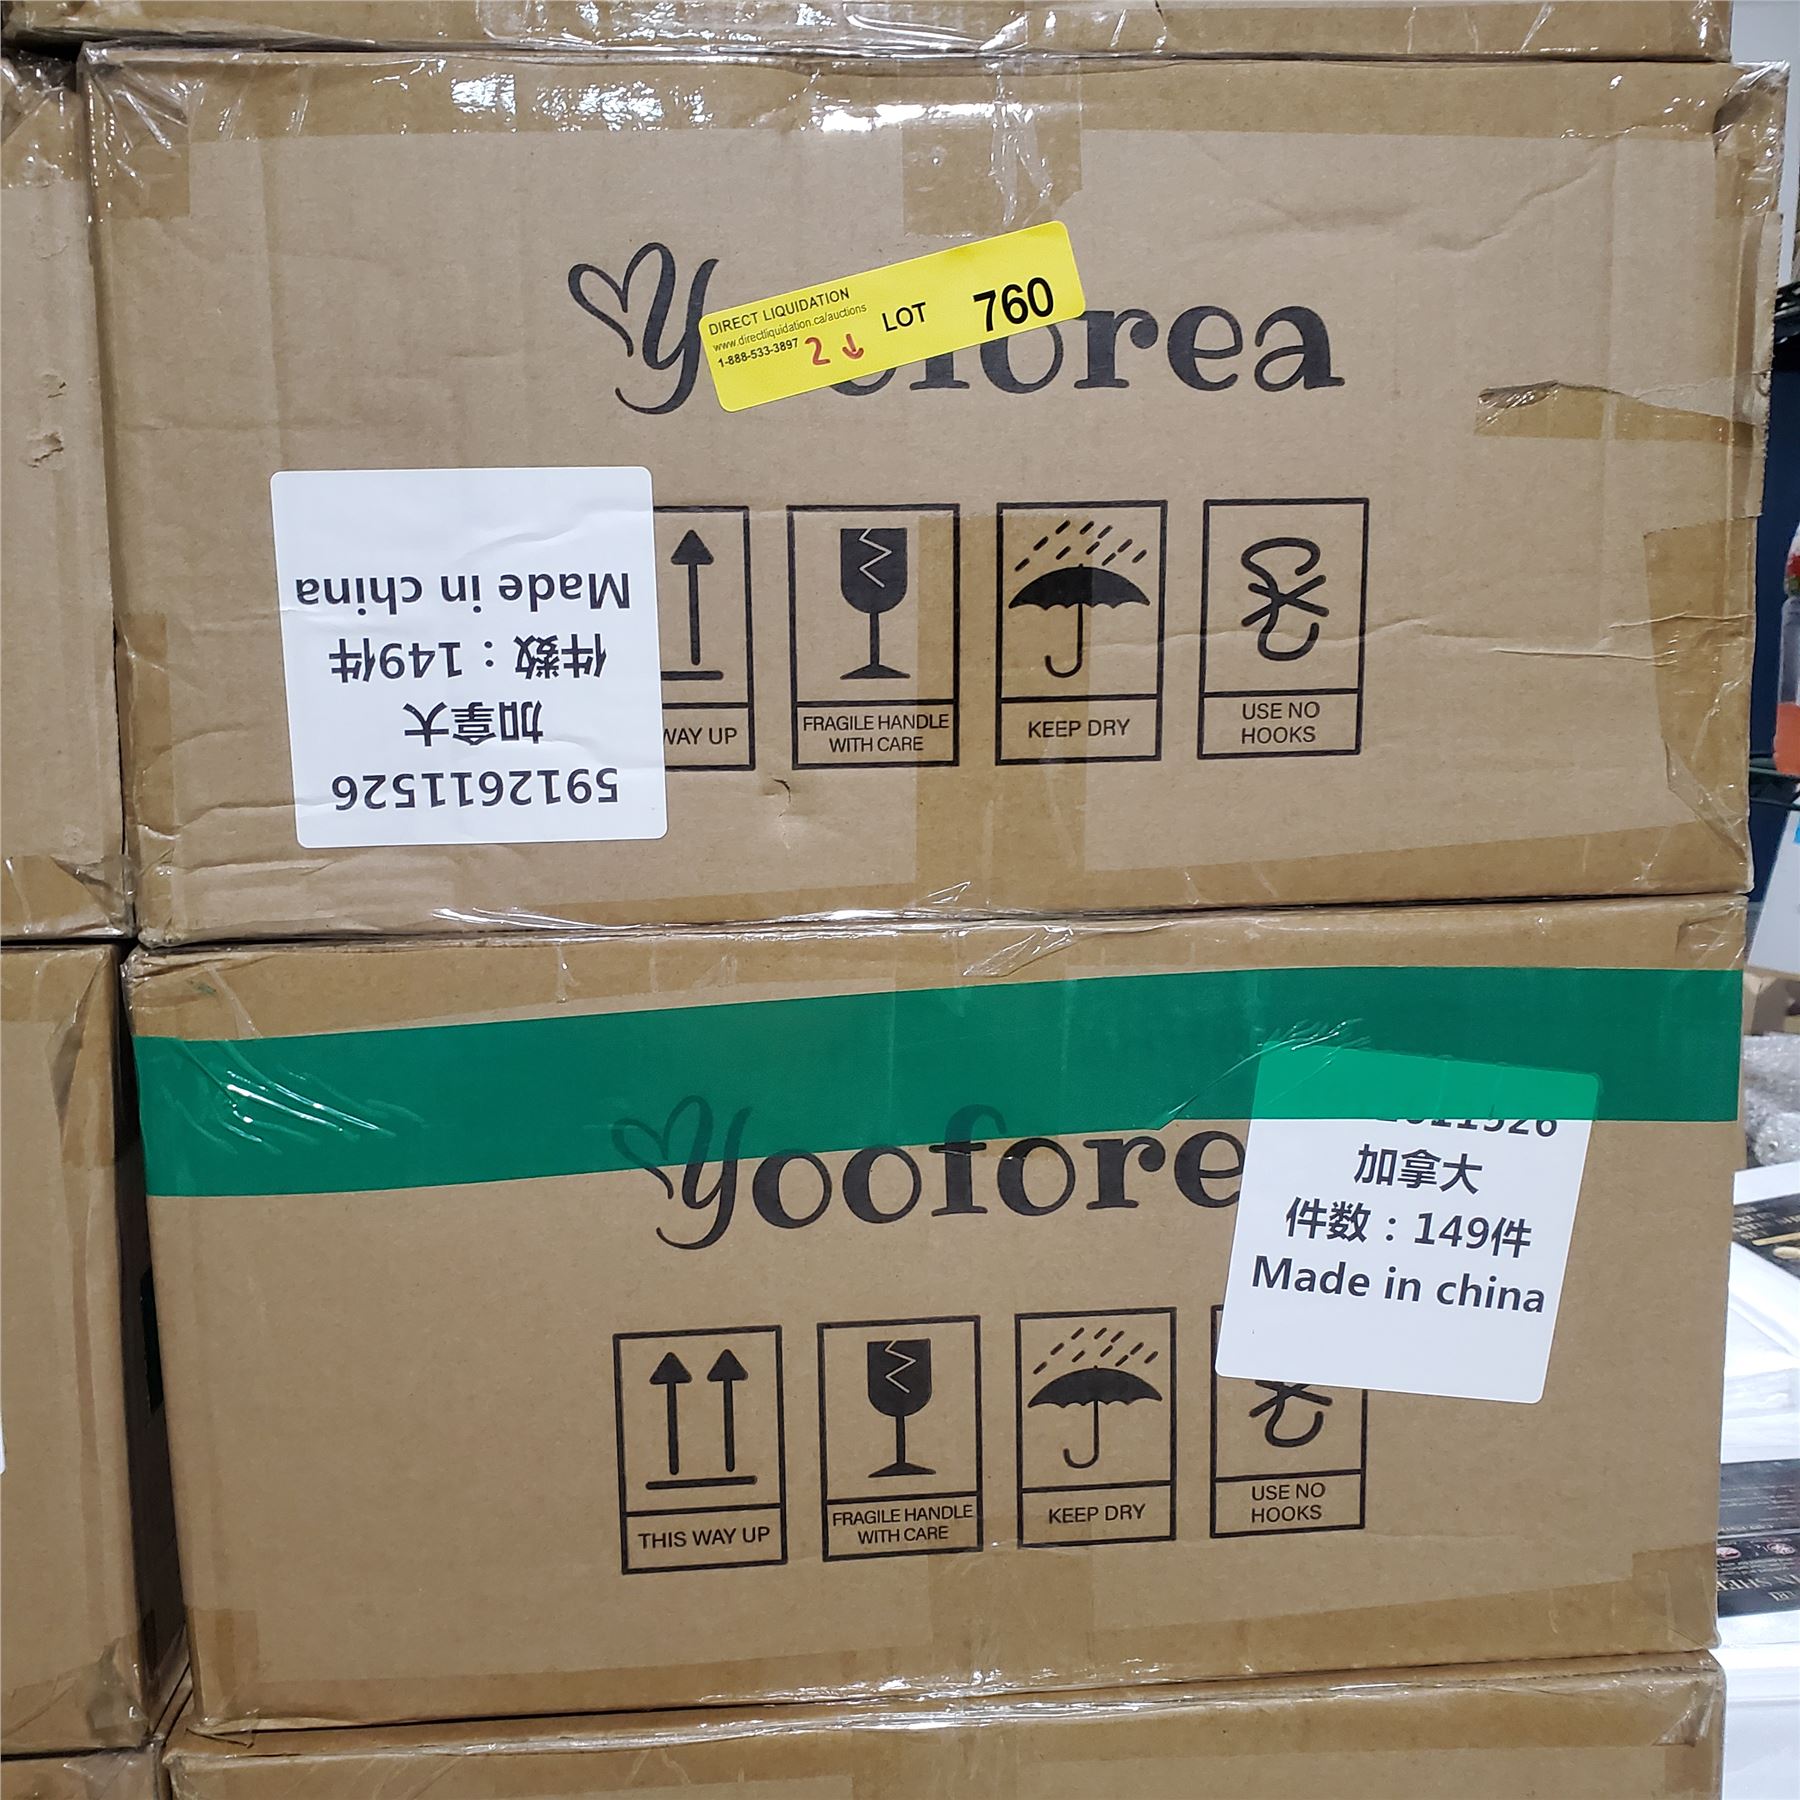 DIRECT LIQUIDATION
www.directliquidation.ca/auctions
1-888-533-3897
2
LOT 760
5912611526
加拿大
件数：149件
Made in china
WAY UP
FRAGILE HANDLE
WITH CARE
KEEP DRY
USE NO
HOOKS
yoofore
加拿大
件数：149件
Made in china
THIS WAY UP
FRAGILE HANDLE
WITH CARE
KEEP DRY
USE NO
HOOKS